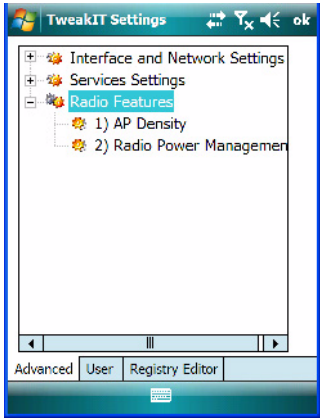 TweakIT Settings ok
Interface and Network Settings
Services Settings
Radio Features
1) AP Density
2) Radio Power Managemen
Advanced User Registry Editor